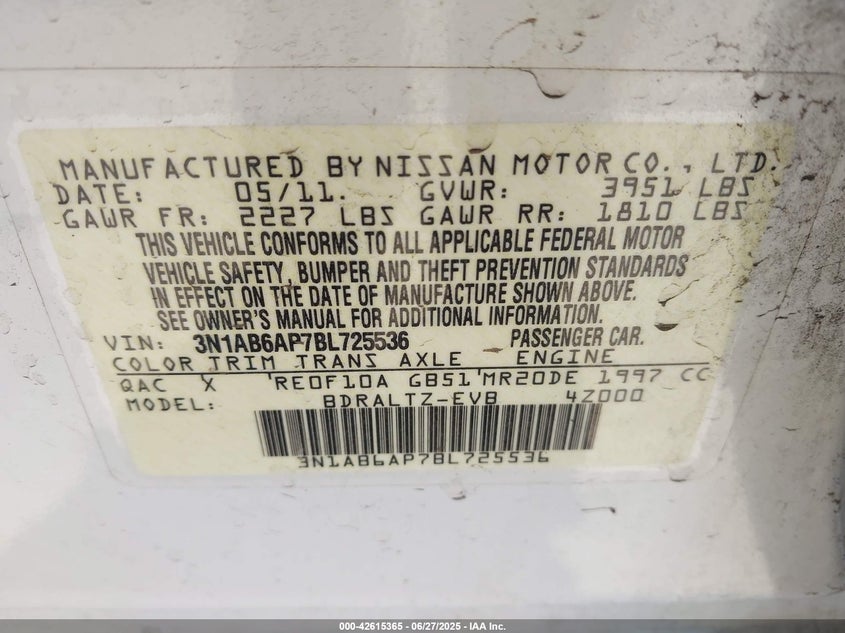 MANUFACTURED BY NISSAN MOTOR CO., LTD.
DATE: 05/11. GVWR: 3951 LBS
GAWR FR: 2227 LBS GAWR RR: 1810 LBS
THIS VEHICLE CONFORMS TO ALL APPLICABLE FEDERAL MOTOR
VEHICLE SAFETY, BUMPER AND THEFT PREVENTION STANDARDS
IN EFFECT ON THE DATE OF MANUFACTURE SHOWN ABOVE.
SEE OWNER'S MANUAL FOR ADDITIONAL INFORMATION.
VIN: 3N1AB6AP7BL725536 PASSENGER CAR.
COLOR TRIM TRANS AXLE ENGINE
QAC X RE0F10A GB51 MR20DE 1997 CC
MODEL: BDRALTZ-EVB 4Z000
3N1AB6AP7BL725536
000-42615365 | 06/27/2025 - IAA Inc.